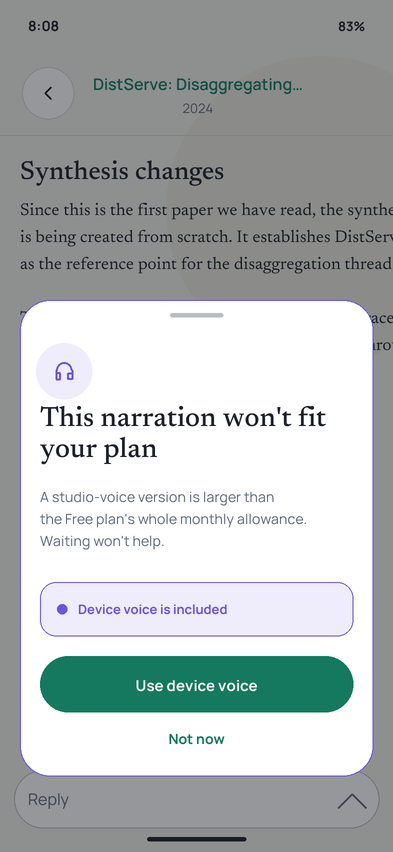 8:08
83%
DistServe: Disaggregating...
2024
Synthesis changes
Since this is the first paper we have read, the synthe
is being created from scratch. It establishes DistServ
as the reference point for the disaggregation thread
This narration won't fit
your plan
A studio-voice version is larger than
the Free plan's whole monthly allowance.
Waiting won't help.
Device voice is included
Use device voice
Not now
Reply